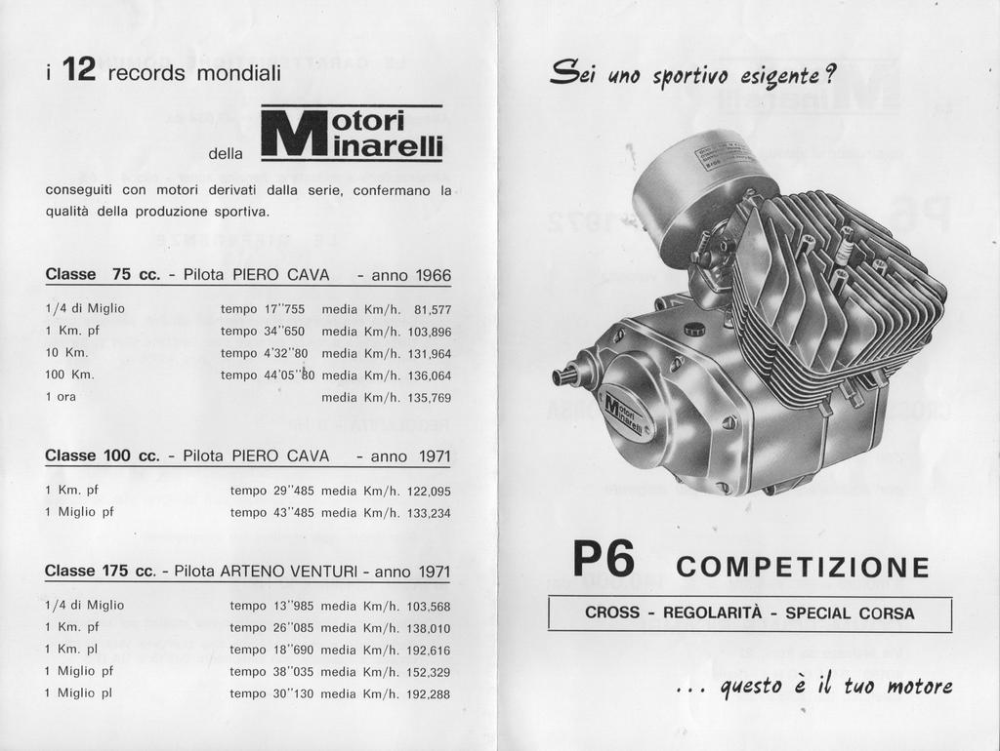 i 12 records mondiali
della Motori Minarelli
conseguiti con motori derivati dalla serie, confermano la
qualità della produzione sportiva.
Classe 75 cc. - Pilota PIERO CAVA - anno 1966
1/4 di Miglio tempo 17''755 media Km/h. 81,577
1 Km. pf tempo 34''650 media Km/h. 103,896
10 Km. tempo 4'32''80 media Km/h. 131,964
100 Km. tempo 44'05''80 media Km/h. 136,064
1 ora media Km/h. 135,769
Classe 100 cc. - Pilota PIERO CAVA - anno 1971
1 Km. pf tempo 29''485 media Km/h. 122,095
1 Miglio pf tempo 43''485 media Km/h. 133,234
Classe 175 cc. - Pilota ARTENO VENTURI - anno 1971
1/4 di Miglio tempo 13''985 media Km/h. 103,568
1 Km. pf tempo 26''085 media Km/h. 138,010
1 Km. pl tempo 18''690 media Km/h. 192,616
1 Miglio pf tempo 38''035 media Km/h. 152,329
1 Miglio pl tempo 30''130 media Km/h. 192,288
Sei uno sportivo esigente?
Motori Minarelli
P6 COMPETIZIONE
CROSS - REGOLARITÀ - SPECIAL CORSA
... questo è il tuo motore